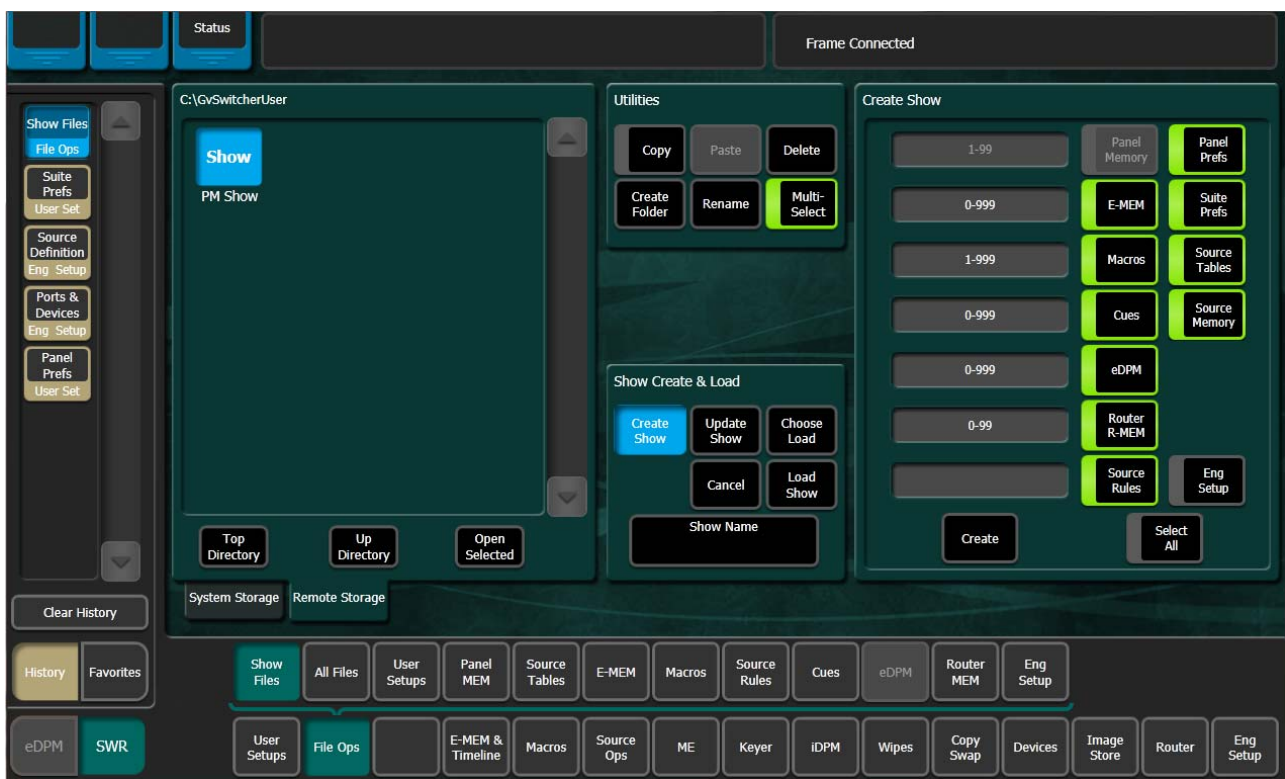 Status
Frame Connected
Show Files
File Ops
Suite
Prefs
User Set
Source
Definition
Eng Setup
Ports &
Devices
Eng Setup
Panel
Prefs
User Set
Clear History
History
Favorites
eDPM
SWR
C:\GvSwitcherUser
Show
PM Show
Top
Directory
Up
Directory
Open
Selected
System Storage
Remote Storage
Utilities
Copy
Paste
Delete
Create
Folder
Rename
Multi-
Select
Show Create & Load
Create
Show
Update
Show
Choose
Load
Cancel
Load
Show
Show Name
Create Show
1-99
Panel
Memory
Panel
Prefs
0-999
E-MEM
Suite
Prefs
1-999
Macros
Source
Tables
0-999
Cues
Source
Memory
0-999
eDPM
0-99
Router
R-MEM
Source
Rules
Eng
Setup
Create
Select
All
Show
Files
All Files
User
Setups
Panel
MEM
Source
Tables
E-MEM
Macros
Source
Rules
Cues
eDPM
Router
MEM
Eng
Setup
User
Setups
File Ops
E-MEM &
Timeline
Macros
Source
Ops
ME
Keyer
iDPM
Wipes
Copy
Swap
Devices
Image
Store
Router
Eng
Setup